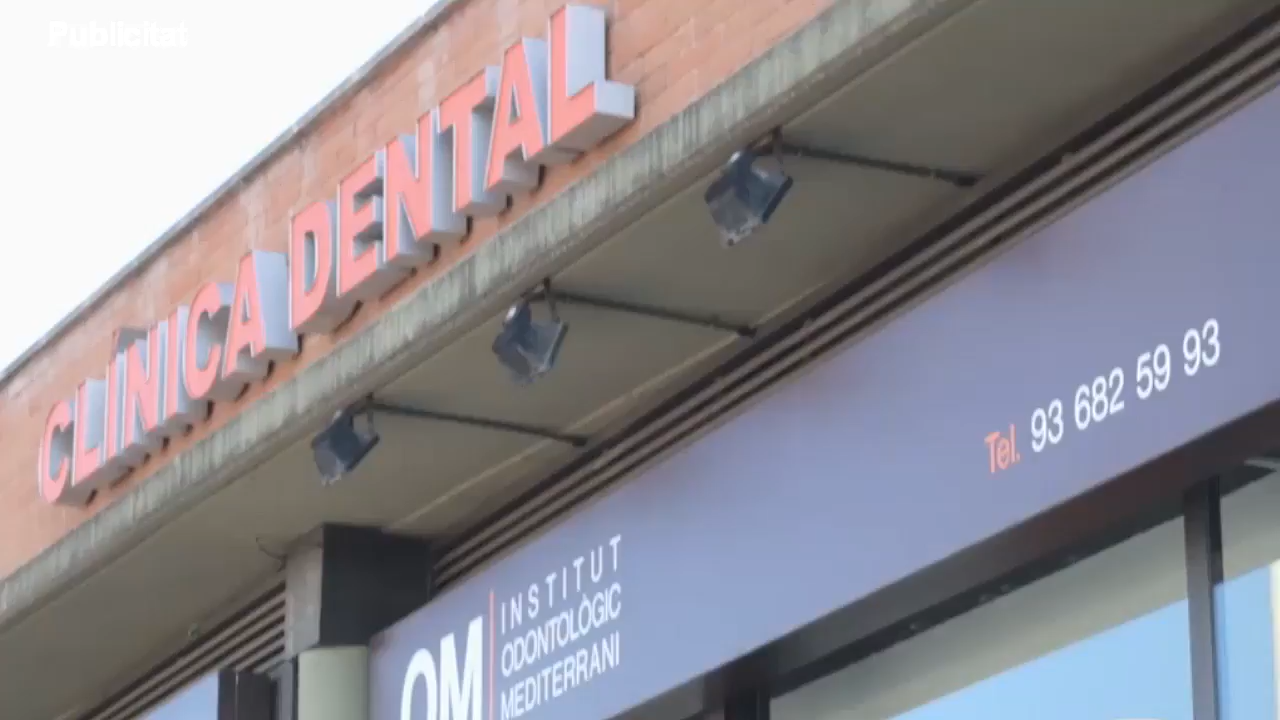 Publicitat
CLÍNICA DENTAL
Tel. 93 682 59 93
OM
INSTITUT
ODONTOLÒGIC
MEDITERRANI